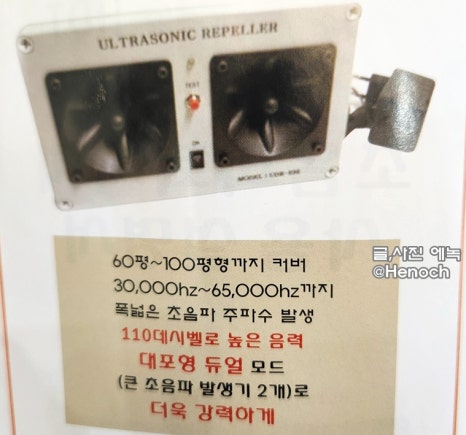 ULTRASONIC REPELLER
TEST
ON
글,사진 에녹
@Henoch
60평~100평형까지 커버
30,000hz~65,000hz까지
폭넓은 초음파 주파수 발생
110데시벨로 높은 음력
대포영 듀얼 모드
(큰 초음파 발생기 2개)로
더욱 강력하게